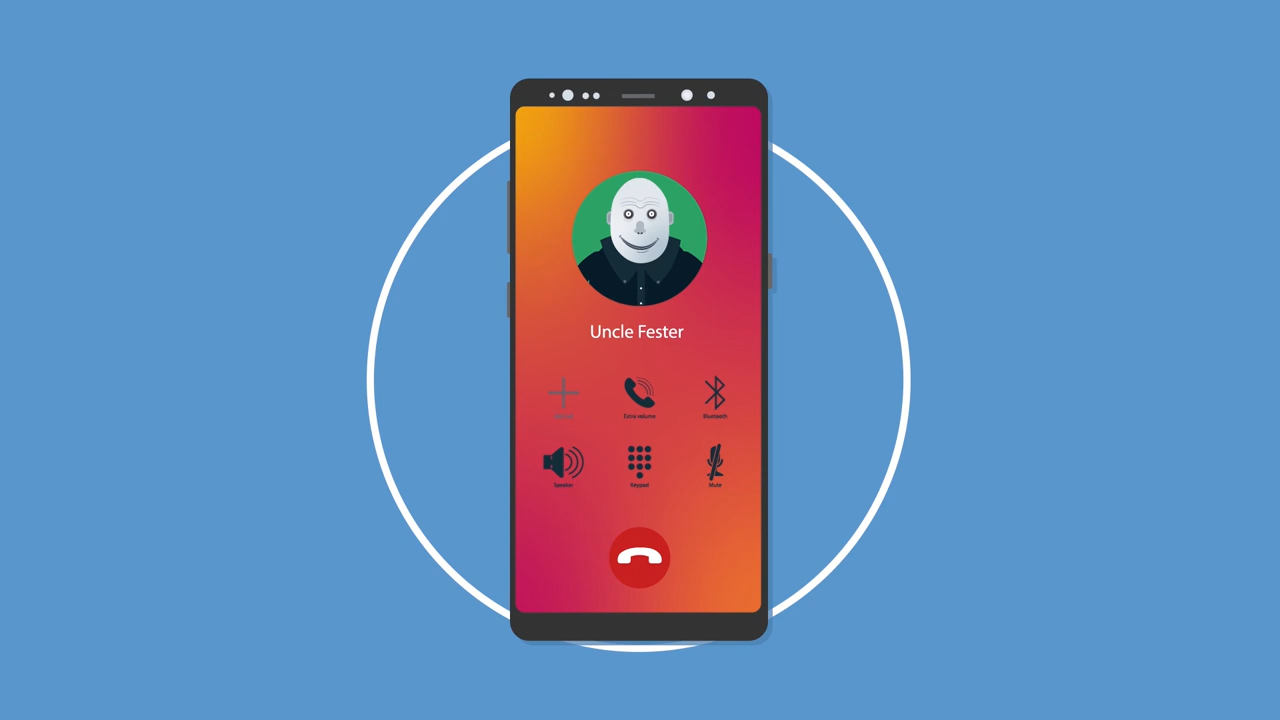 Uncle Fester
Extra volume
Bluetooth
Speaker
Keypad
Mute